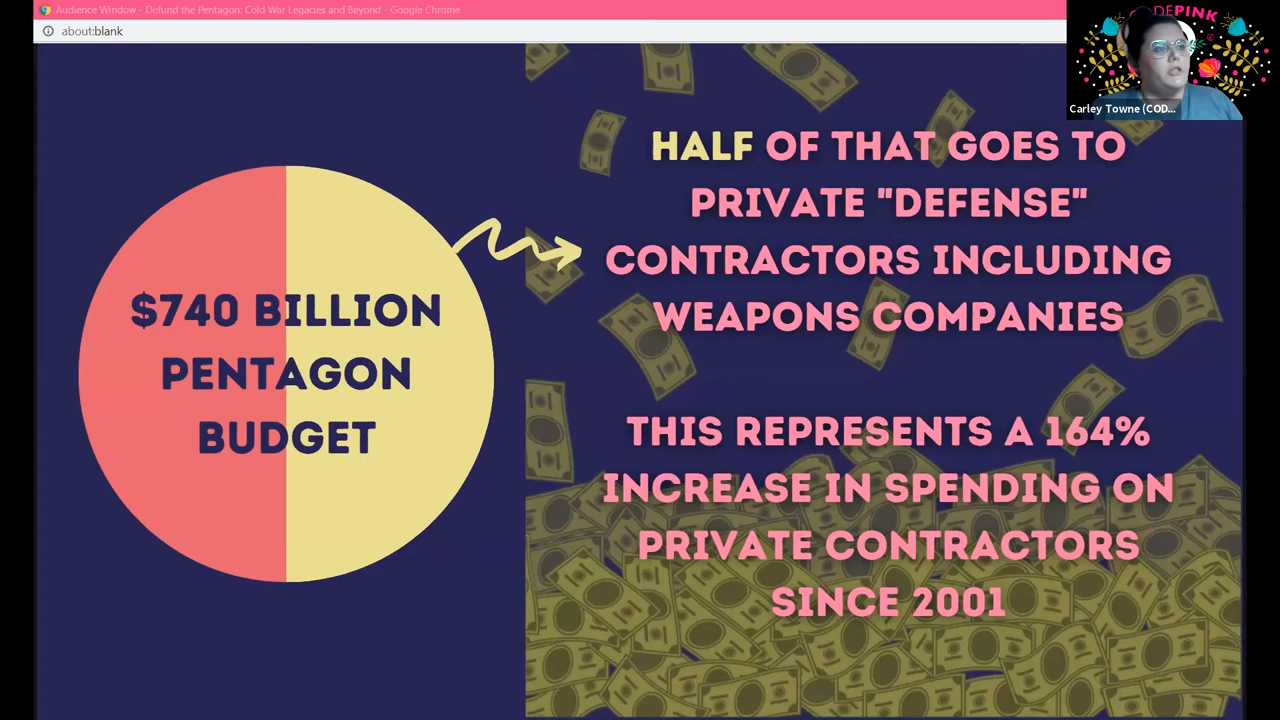 Audience Window - Defund the Pentagon: Cold War Legacies and Beyond - Google Chrome
about:blank
CODEPINK
Carley Towne (COD...
HALF OF THAT GOES TO
PRIVATE "DEFENSE"
CONTRACTORS INCLUDING
WEAPONS COMPANIES
$740 BILLION
PENTAGON
BUDGET
THIS REPRESENTS A 164%
INCREASE IN SPENDING ON
PRIVATE CONTRACTORS
SINCE 2001